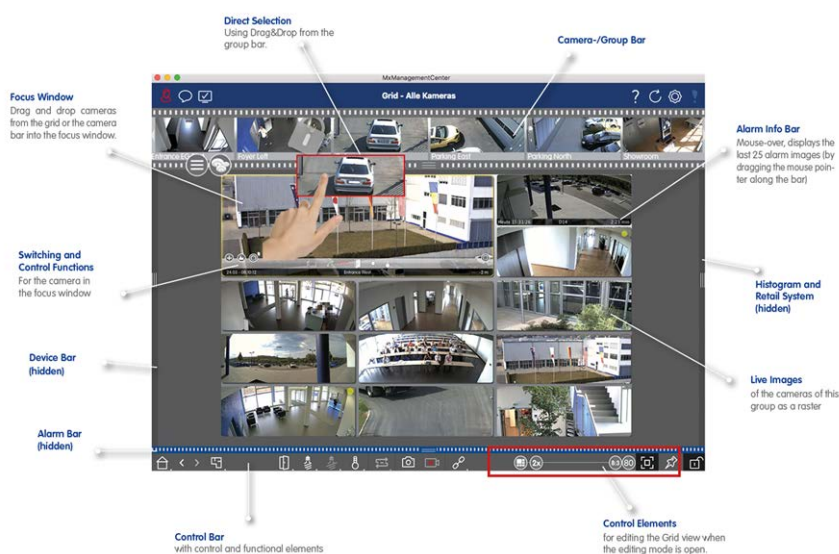 Direct Selection
Using Drag&Drop from the
group bar.
Camera-/Group Bar
MxManagementCenter
Grid - Alle Kameras
Focus Window
Drag and drop cameras
from the grid or the camera
bar into the focus window.
Alarm Info Bar
Mouse-over, displays the
last 25 alarm images (by
dragging the mouse poin-
ter along the bar)
Foyer Left
Parking East
Parking North
Showroom
Switching and
Control Functions
For the camera in
the focus window
Histogram and
Retail System
(hidden)
Device Bar
(hidden)
Live Images
of the cameras of this
group as a raster
Alarm Bar
(hidden)
2x
8:3
80
Control Bar
with control and functional elements
Control Elements
for editing the Grid view when
the editing mode is open.